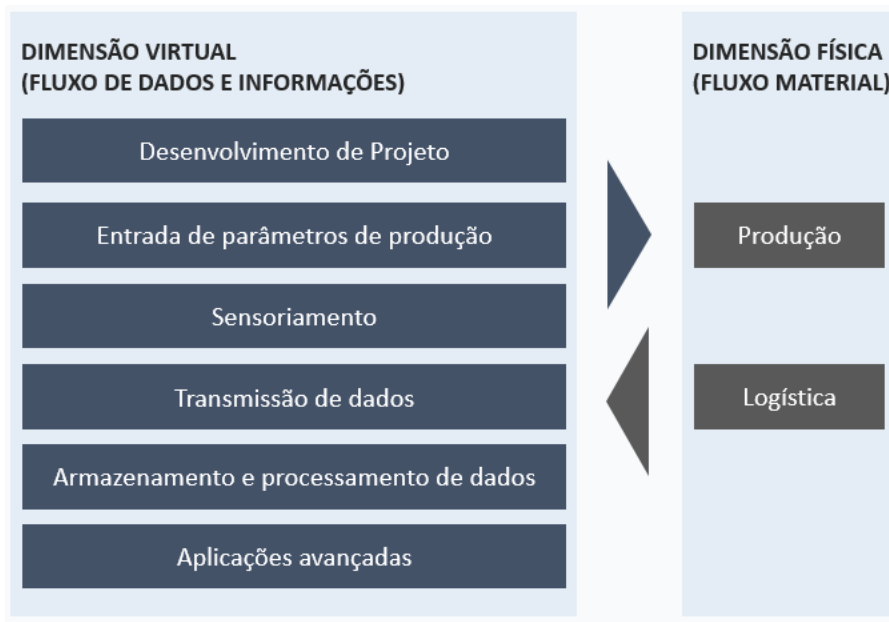 DIMENSÃO VIRTUAL
(FLUXO DE DADOS E INFORMAÇÕES)
Desenvolvimento de Projeto
Entrada de parâmetros de produção
Sensoriamento
Transmissão de dados
Armazenamento e processamento de dados
Aplicações avançadas
DIMENSÃO FÍSICA
(FLUXO MATERIAL)
Produção
Logística